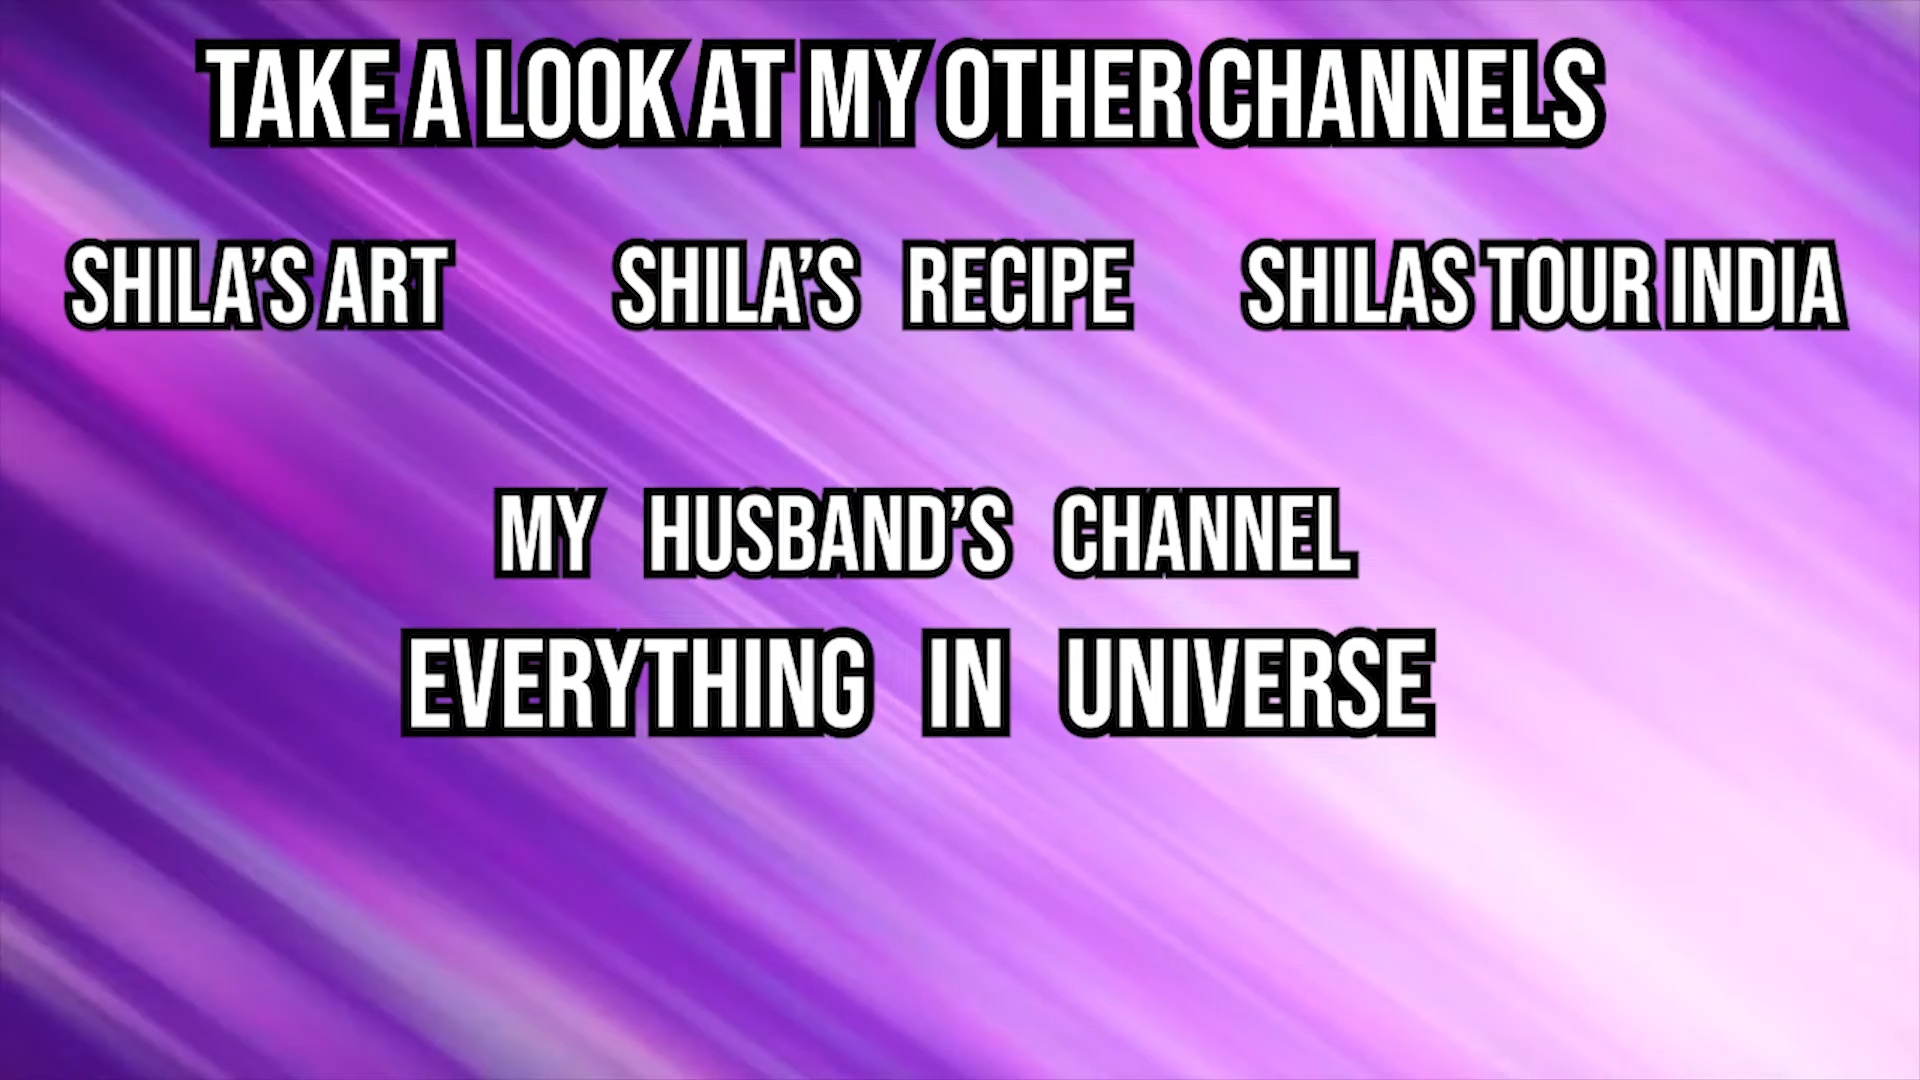 TAKE A LOOK AT MY OTHER CHANNELS
SHILA’S ART SHILA’S RECIPE SHILAS TOUR INDIA
MY HUSBAND’S CHANNEL
EVERYTHING IN UNIVERSE